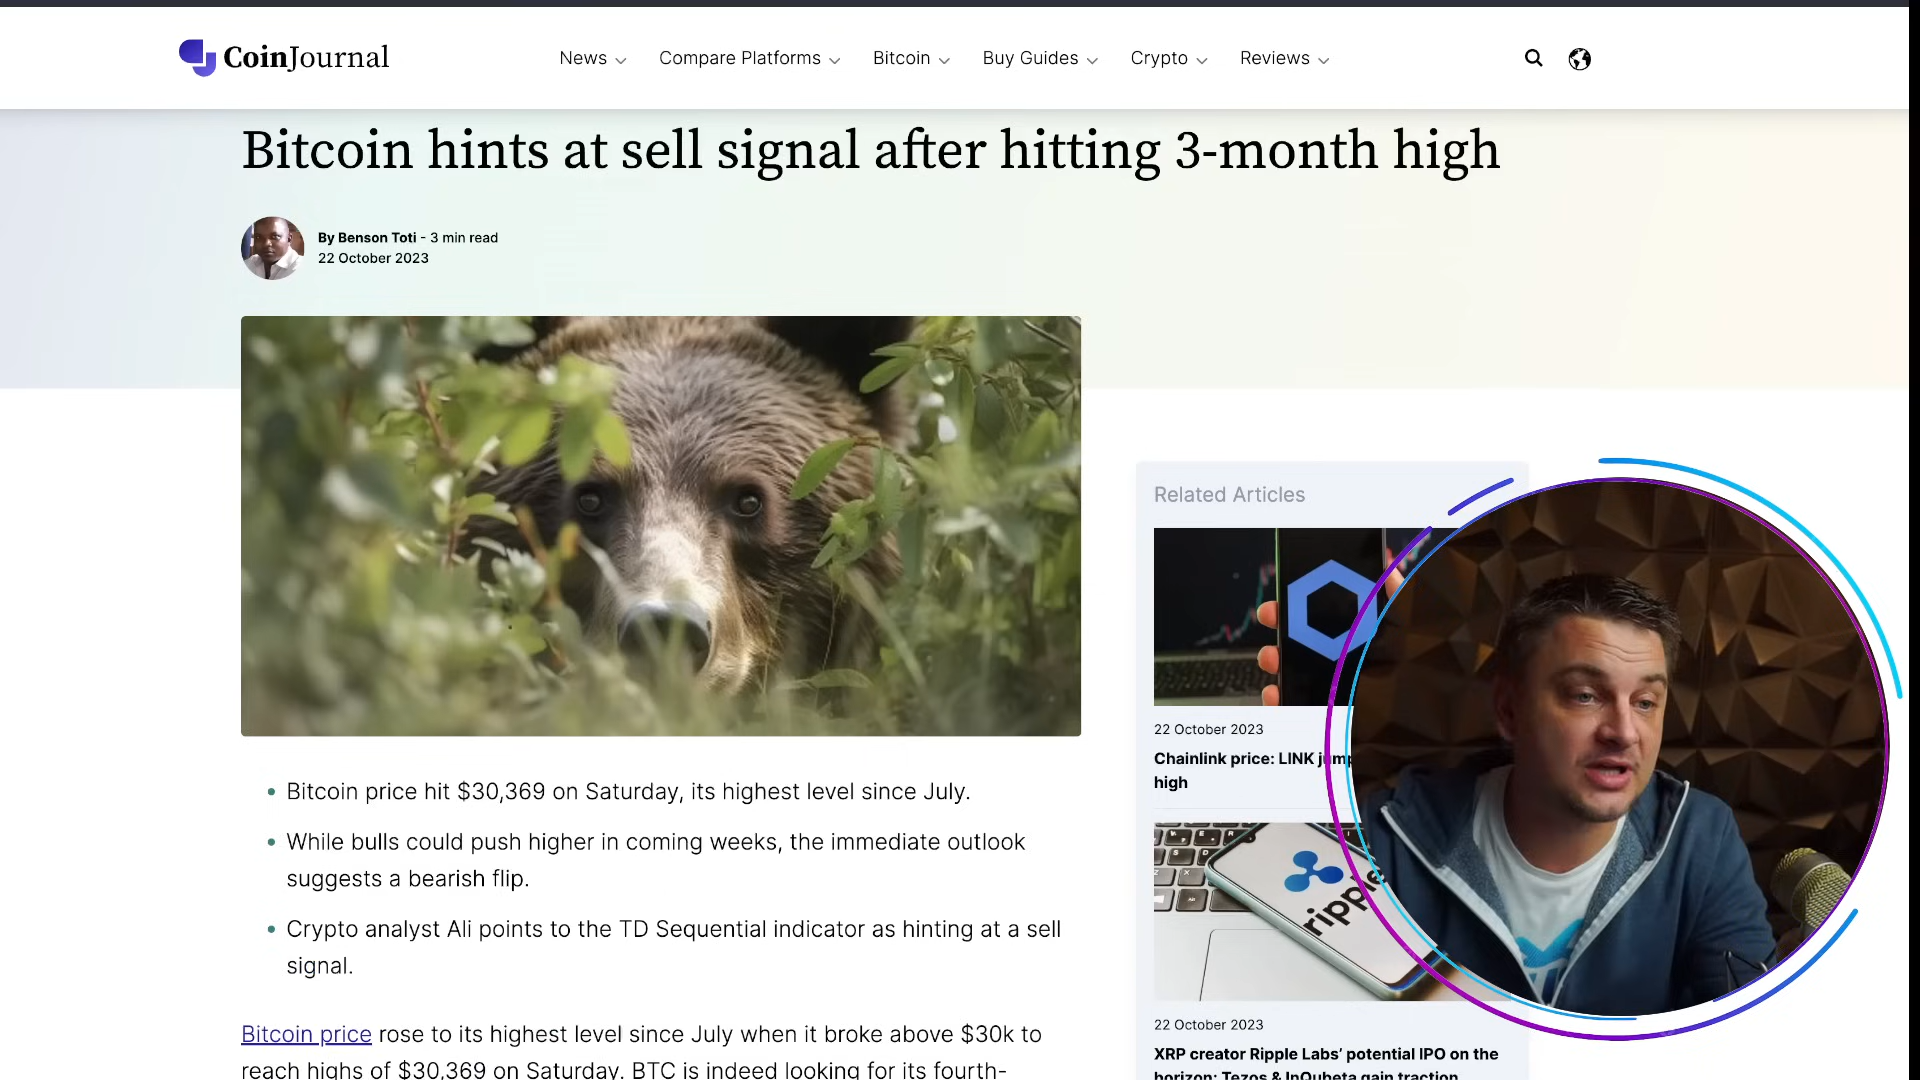 CoinJournal
News
Compare Platforms
Bitcoin
Buy Guides
Crypto
Reviews
Bitcoin hints at sell signal after hitting 3-month high
By Benson Toti - 3 min read
22 October 2023
Bitcoin price hit $30,369 on Saturday, its highest level since July.
While bulls could push higher in coming weeks, the immediate outlook
suggests a bearish flip.
Crypto analyst Ali points to the TD Sequential indicator as hinting at a sell
signal.
Bitcoin price rose to its highest level since July when it broke above $30k to
reach highs of $30,369 on Saturday. BTC is indeed looking for its fourth-
Related Articles
22 October 2023
Chainlink price: LINK jump
high
ripple
22 October 2023
XRP creator Ripple Labs’ potential IPO on the
horizon; Tezos & InQubeta gain traction